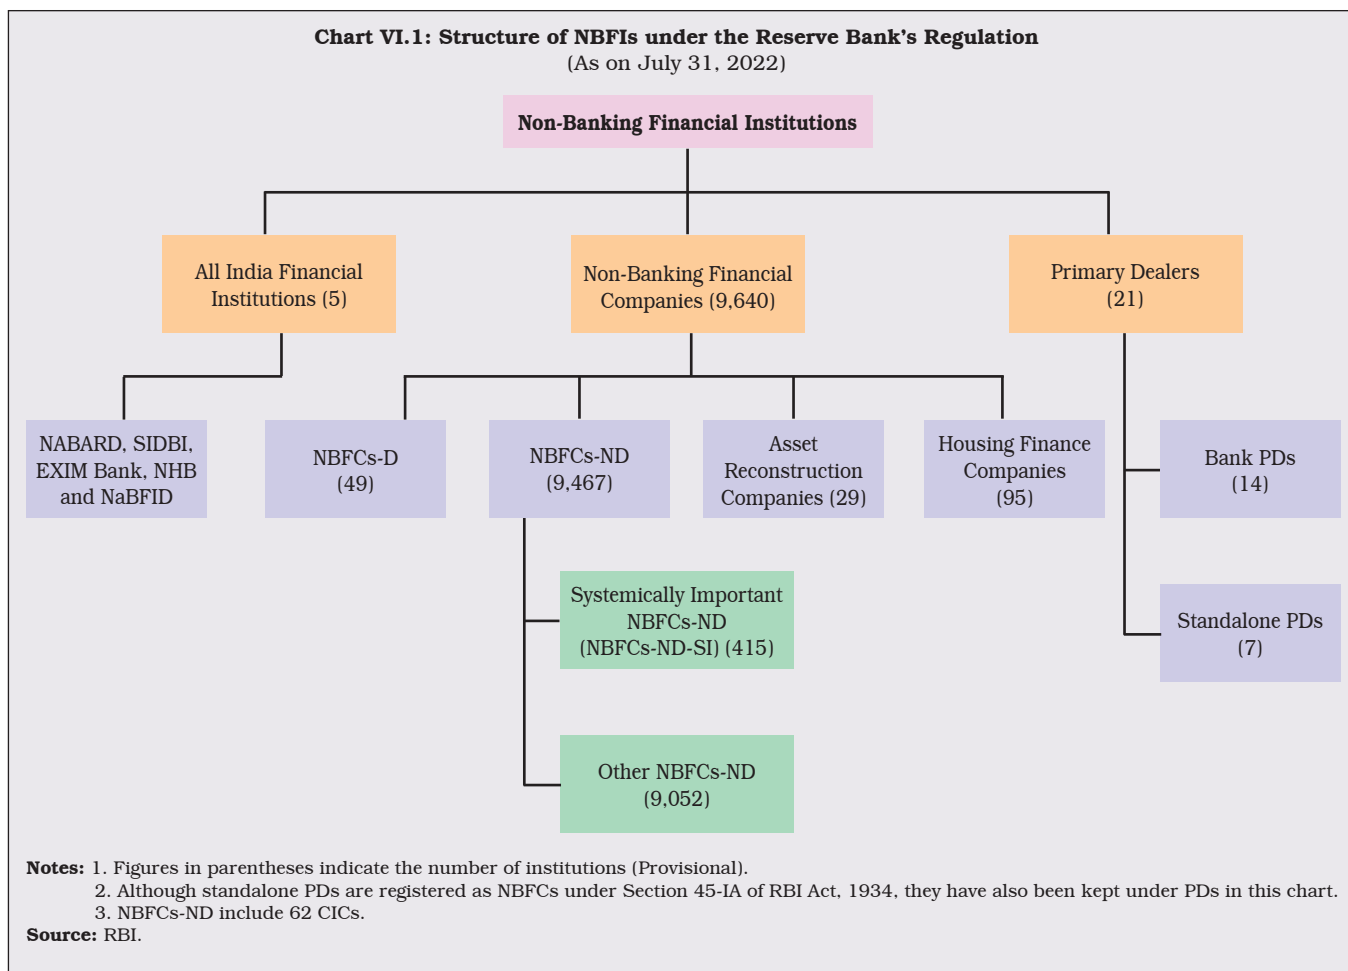 Chart VI.1: Structure of NBFIs under the Reserve Bank's Regulation
(As on July 31, 2022)
Non-Banking Financial Institutions
All India Financial
Institutions (5)
Non-Banking Financial
Companies (9,640)
Primary Dealers
(21)
NABARD, SIDBI,
EXIM Bank, NHB
and NaBFID
NBFCs-D
(49)
NBFCs-ND
(9,467)
Asset
Reconstruction
Companies (29)
Housing Finance
Companies
(95)
Bank PDs
(14)
Systemically Important
NBFCs-ND
(NBFCs-ND-SI) (415)
Standalone PDs
(7)
Other NBFCs-ND
(9,052)
Notes: 1. Figures in parentheses indicate the number of institutions (Provisional).
2. Although standalone PDs are registered as NBFCs under Section 45-IA of RBI Act, 1934, they have also been kept under PDs in this chart.
3. NBFCs-ND include 62 CICs.
Source: RBI.